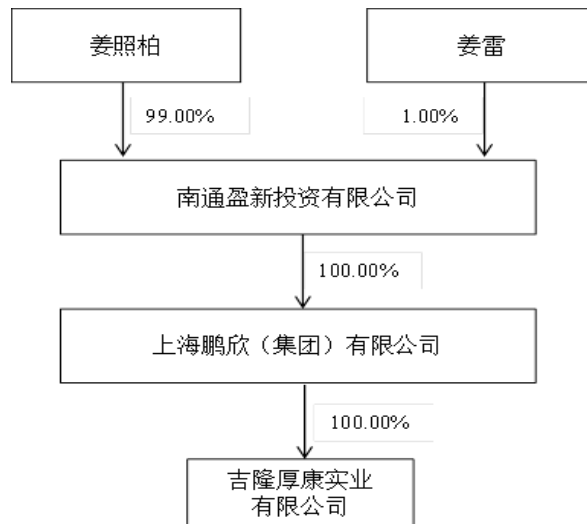 姜照柏
姜雷
99.00%
1.00%
南通盈新投资有限公司
100.00%
上海鹏欣（集团）有限公司
100.00%
吉隆厚康实业
有限公司